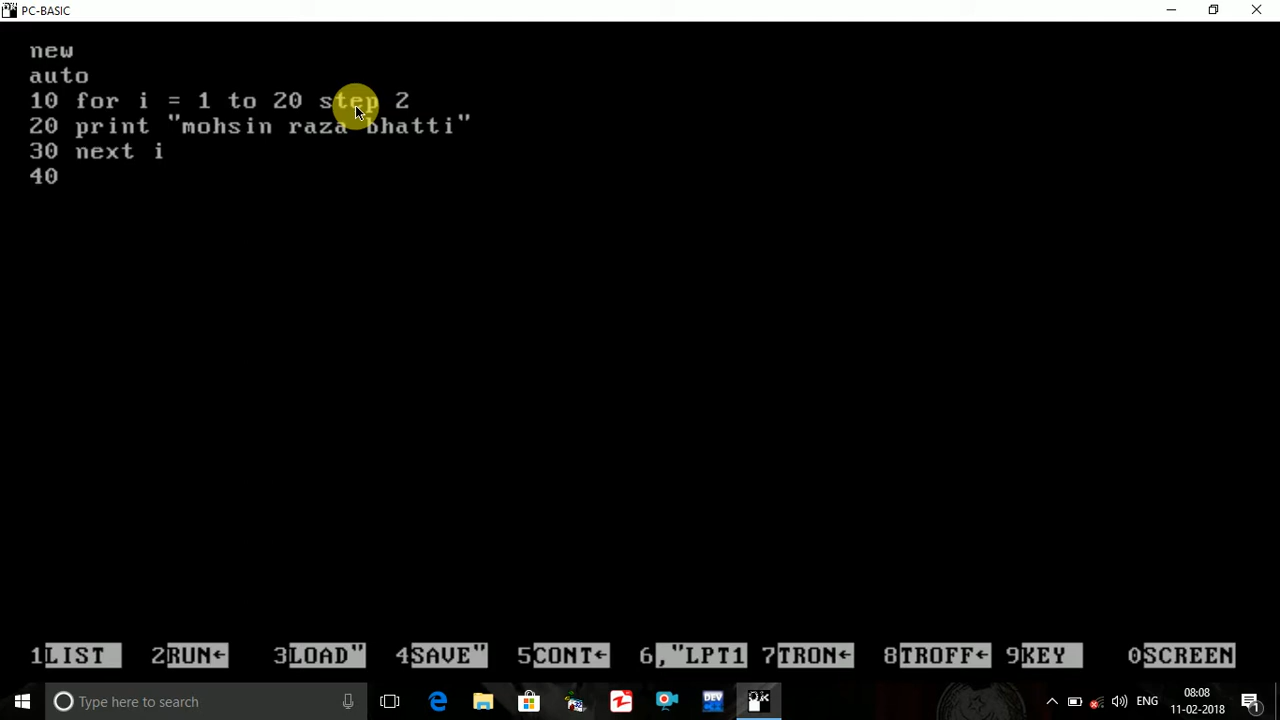 PC-BASIC
new
auto
10 for i = 1 to 20 step 2
20 print "mohsin raza bhatti"
30 next i
40
1LIST 2RUN← 3LOAD" 4SAVE" 5CONT← 6,"LPT1 7TRON← 8TROFF← 9KEY 0SCREEN
Type here to search
DEV
ENG
08:08
11-02-2018
1